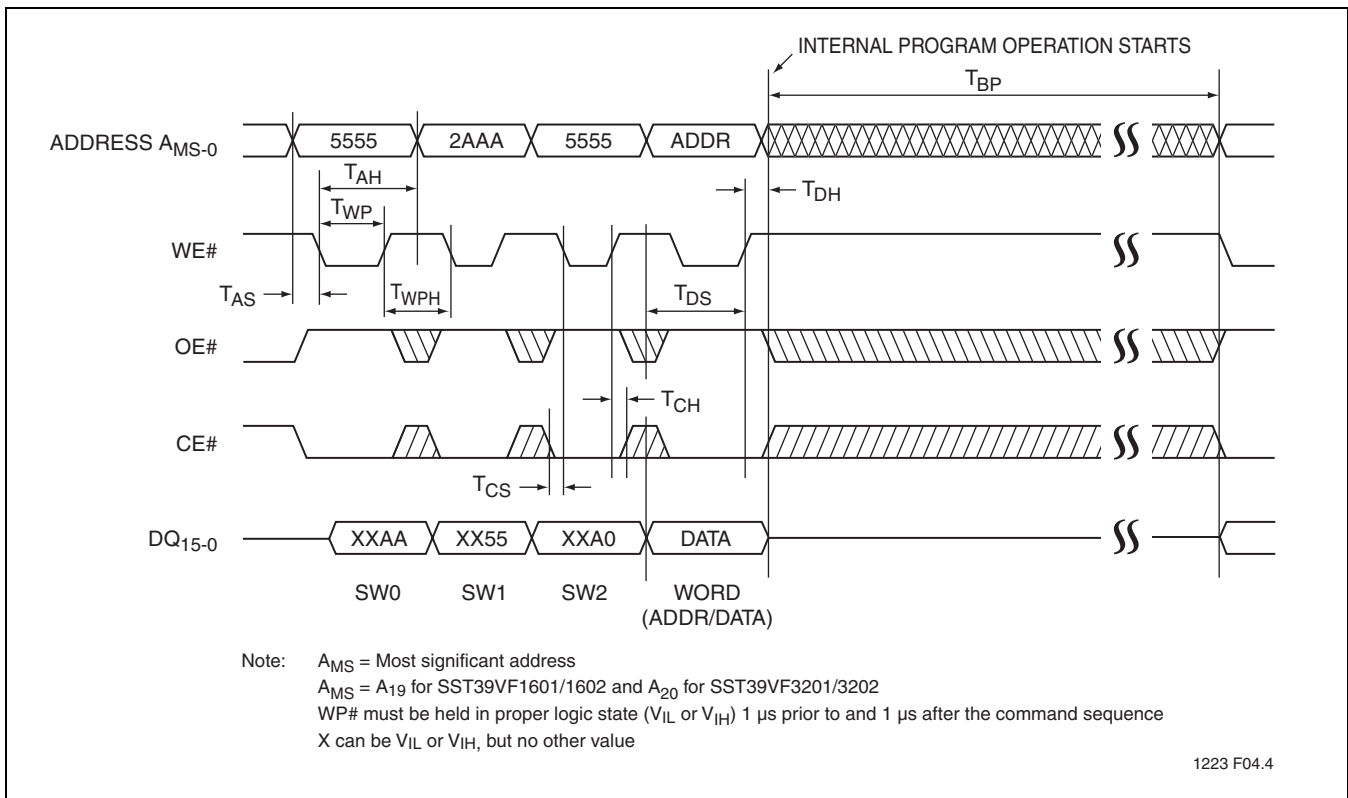 INTERNAL PROGRAM OPERATION STARTS
TBP
ADDRESS AMS-0
5555 2AAA 5555 ADDR
TAH
TDH
TWP
WE#
TAS
TWPH
TDS
OE#
TCH
CE#
TCS
DQ15-0
XXAA XX55 XXA0 DATA
SW0 SW1 SW2 WORD
(ADDR/DATA)
Note: AMS = Most significant address
AMS = A19 for SST39VF1601/1602 and A20 for SST39VF3201/3202
WP# must be held in proper logic state (VIL or VIH) 1 µs prior to and 1 µs after the command sequence
X can be VIL or VIH, but no other value
1223 F04.4